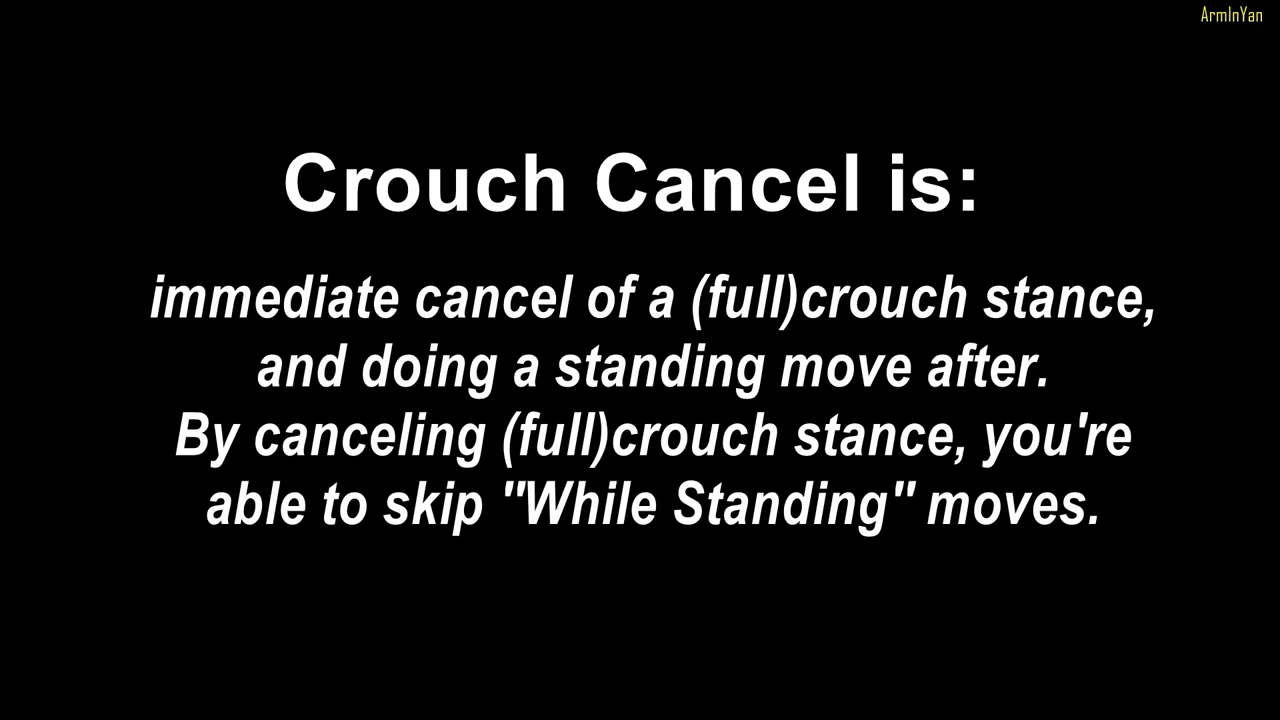 ArmInYan
Crouch Cancel is:
immediate cancel of a (full)crouch stance,
and doing a standing move after.
By canceling (full)crouch stance, you're
able to skip "While Standing" moves.